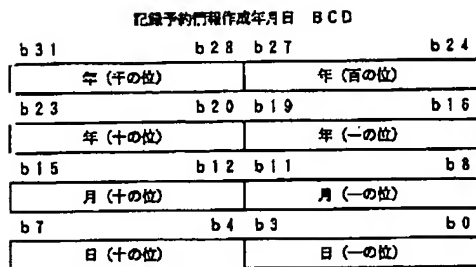 記録予約情報作成年月日 BCD
b31 b28 b27 b24
年(千の位) 年(百の位)
b23 b20 b19 b16
年(十の位) 年(一の位)
b15 b12 b11 b8
月(十の位) 月(一の位)
b7 b4 b3 b0
日(十の位) 日(一の位)